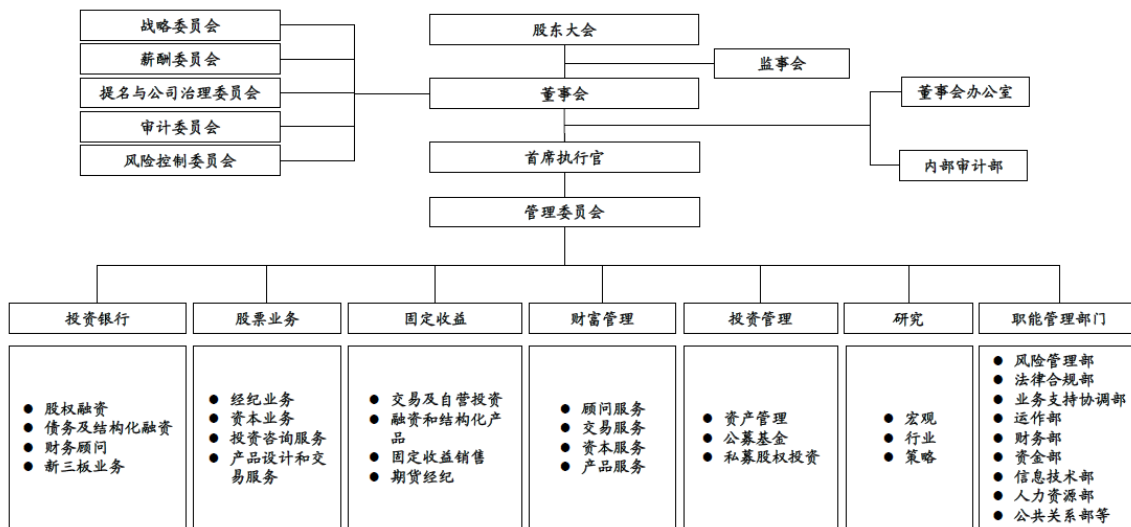 战略委员会
薪酬委员会
提名与公司治理委员会
审计委员会
风险控制委员会
股东大会
监事会
董事会
董事会办公室
首席执行官
内部审计部
管理委员会
投资银行
● 股权融资
● 债务及结构化融资
● 财务顾问
● 新三板业务
股票业务
● 经纪业务
● 资本业务
● 投资咨询服务
● 产品设计和交
易服务
固定收益
● 交易及自营投资
● 融资和结构化产
品
● 固定收益销售
● 期货经纪
财富管理
● 顾问服务
● 交易服务
● 资本服务
● 产品服务
投资管理
● 资产管理
● 公募基金
● 私募股权投资
研究
● 宏观
● 行业
● 策略
职能管理部门
● 风险管理部
● 法律合规部
● 业务支持协调部
● 运作部
● 财务部
● 资金部
● 信息技术部
● 人力资源部
● 公共关系部等